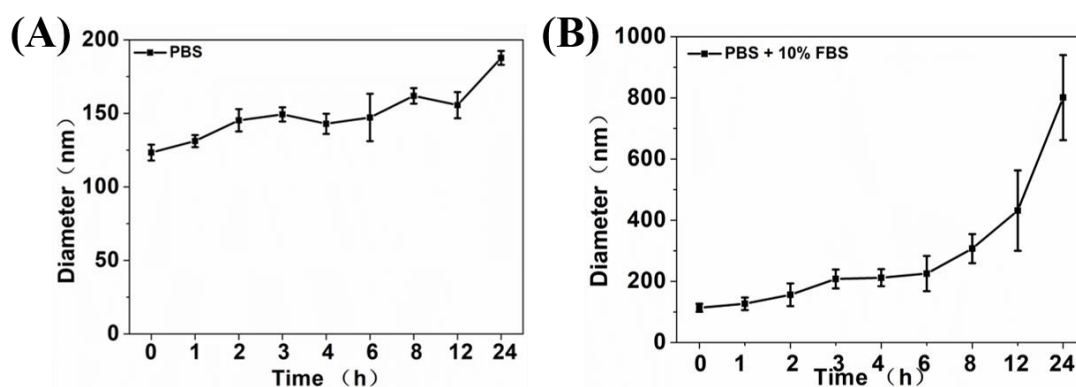 (A)
PBS
200
150
100
50
0
Diameter (nm)
0 1 2 3 4 6 8 12 24
Time (h)
(B)
PBS + 10% FBS
1000
800
600
400
200
0
Diameter (nm)
0 1 2 3 4 6 8 12 24
Time (h)